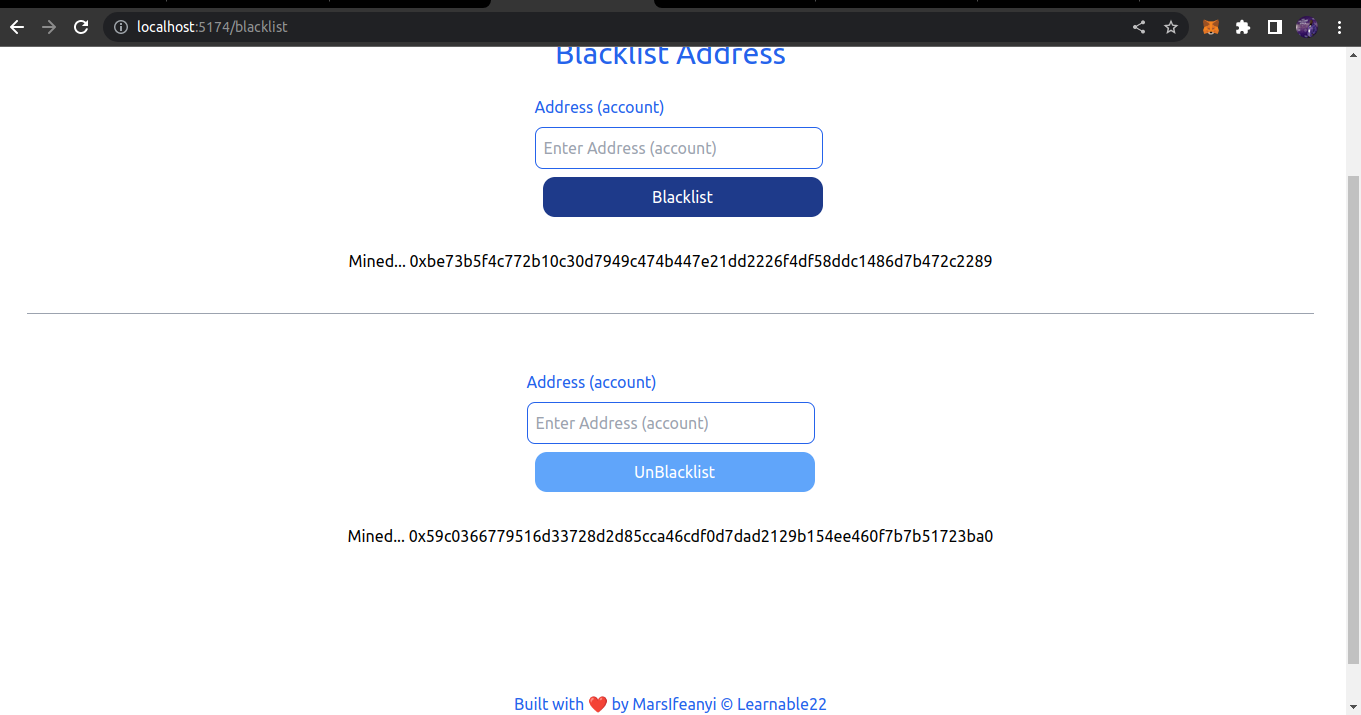 localhost:5174/blacklist
Blacklist Address
Address (account)
Enter Address (account)
Blacklist
Mined... 0xbe73b5f4c772b10c30d7949c474b447e21dd2226f4df58ddc1486d7b472c2289
Address (account)
Enter Address (account)
UnBlacklist
Mined... 0x59c0366779516d33728d2d85cca46cdf0d7dad2129b154ee460f7b7b51723ba0
Built with ❤️ by MarsIfeanyi © Learnable22